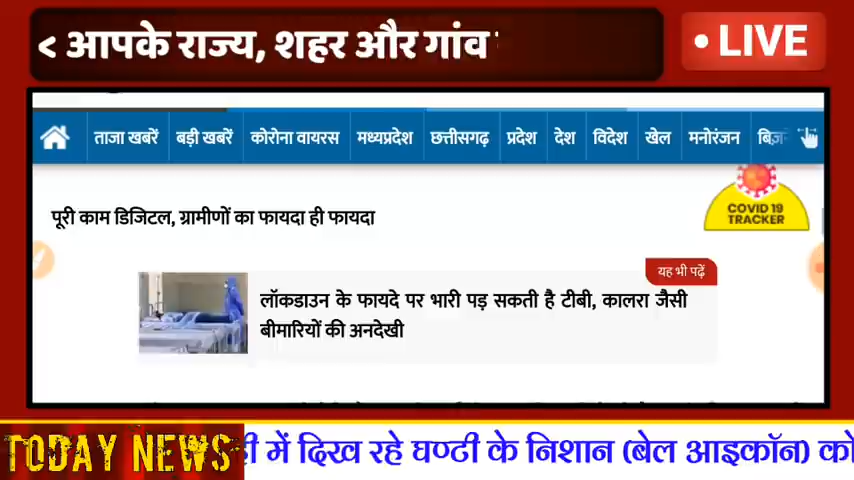 < आपके राज्य, शहर और गांव
• LIVE
ताजा खबरें बड़ी खबरें कोरोना वायरस मध्यप्रदेश छत्तीसगढ़ प्रदेश देश विदेश खेल मनोरंजन
पूरी काम डिजिटल, ग्रामीणों का फायदा ही फायदा
COVID 19
TRACKER
यह भी पढ़ें
लॉकडाउन के फायदे पर भारी पड़ सकती है टीबी, कालरा जैसी
बीमारियों की अनदेखी
TODAY NEWS
में दिख रहे घण्टी के निशान (बेल आइकॉन) को